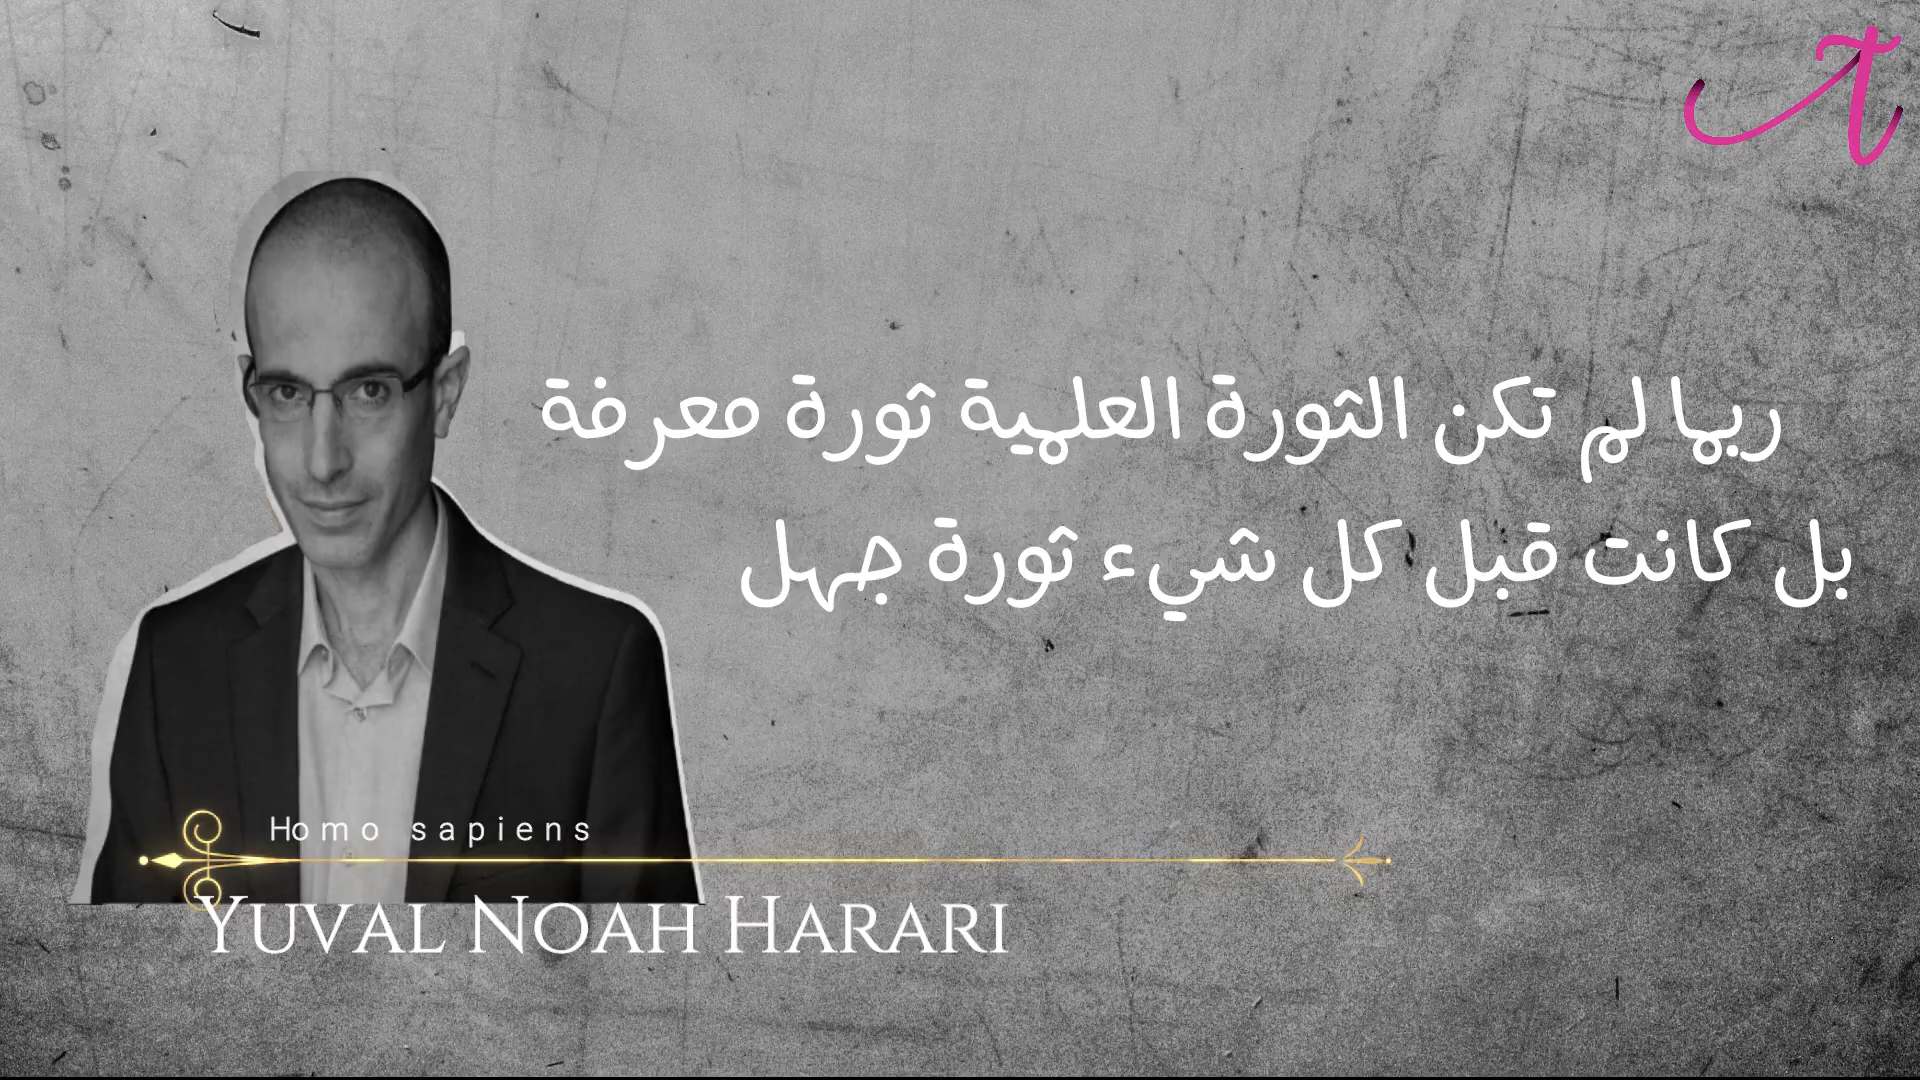 ربما لم تكن الثورة العلمية ثورة معرفة
بل كانت قبل كل شيء ثورة جهل
Homo sapiens
YUVAL NOAH HARARI